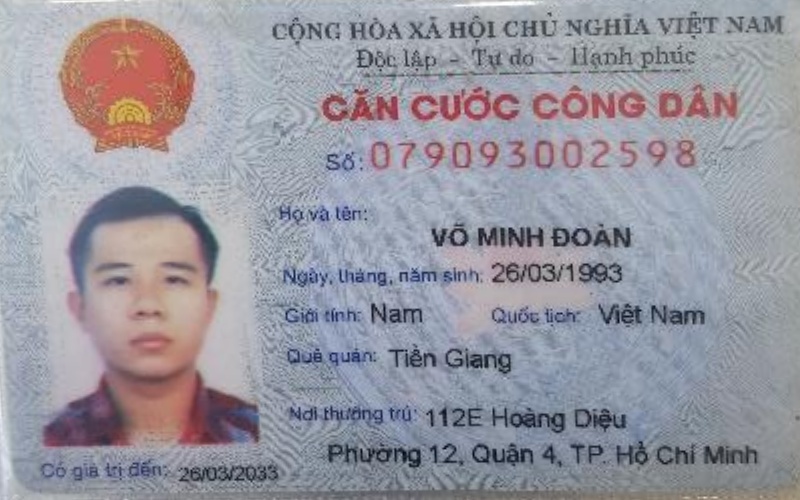 CỘNG HÒA XÃ HỘI CHỦ NGHĨA VIỆT NAM
Độc lập - Tự do - Hạnh phúc
CĂN CƯỚC CÔNG DÂN
Số: 079093002598
Họ và tên:
VÕ MINH ĐOÀN
Ngày, tháng, năm sinh: 26/03/1993
Giới tính: Nam Quốc tịch: Việt Nam
Quê quán: Tiền Giang
Nơi thường trú: 112E Hoàng Diệu
Phường 12, Quận 4, TP. Hồ Chí Minh
Có giá trị đến: 26/03/2033